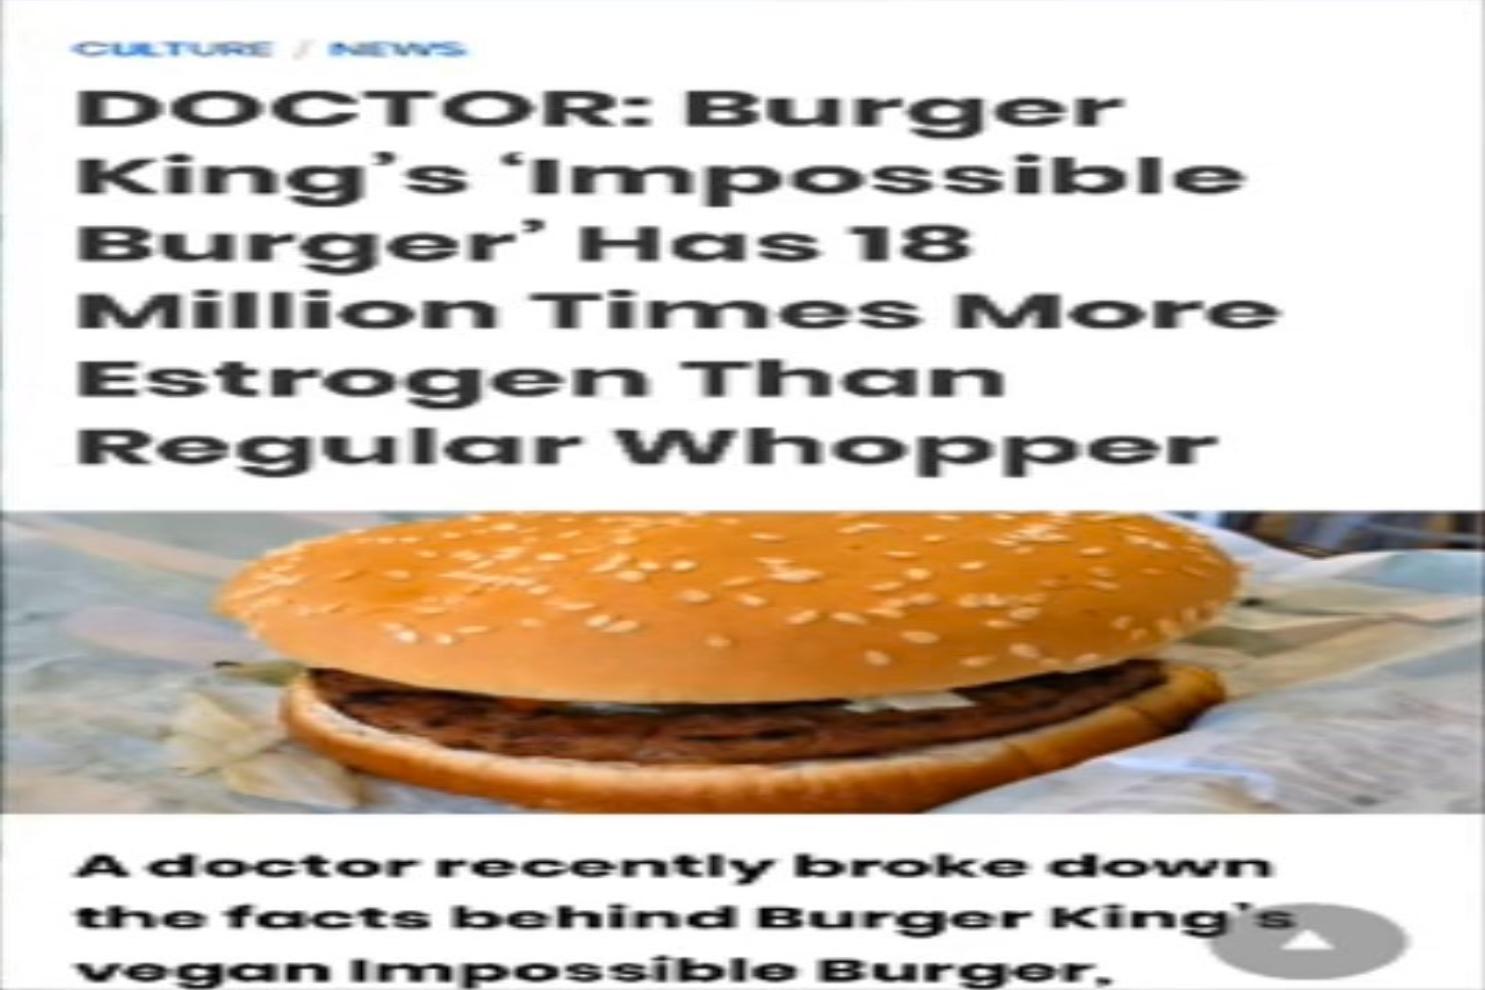 CULTURE / NEWS
DOCTOR: Burger
King’s ‘Impossible
Burger’ Has 18
Million Times More
Estrogen Than
Regular Whopper
A doctor recently broke down
the facts behind Burger King’s
vegan Impossible Burger,